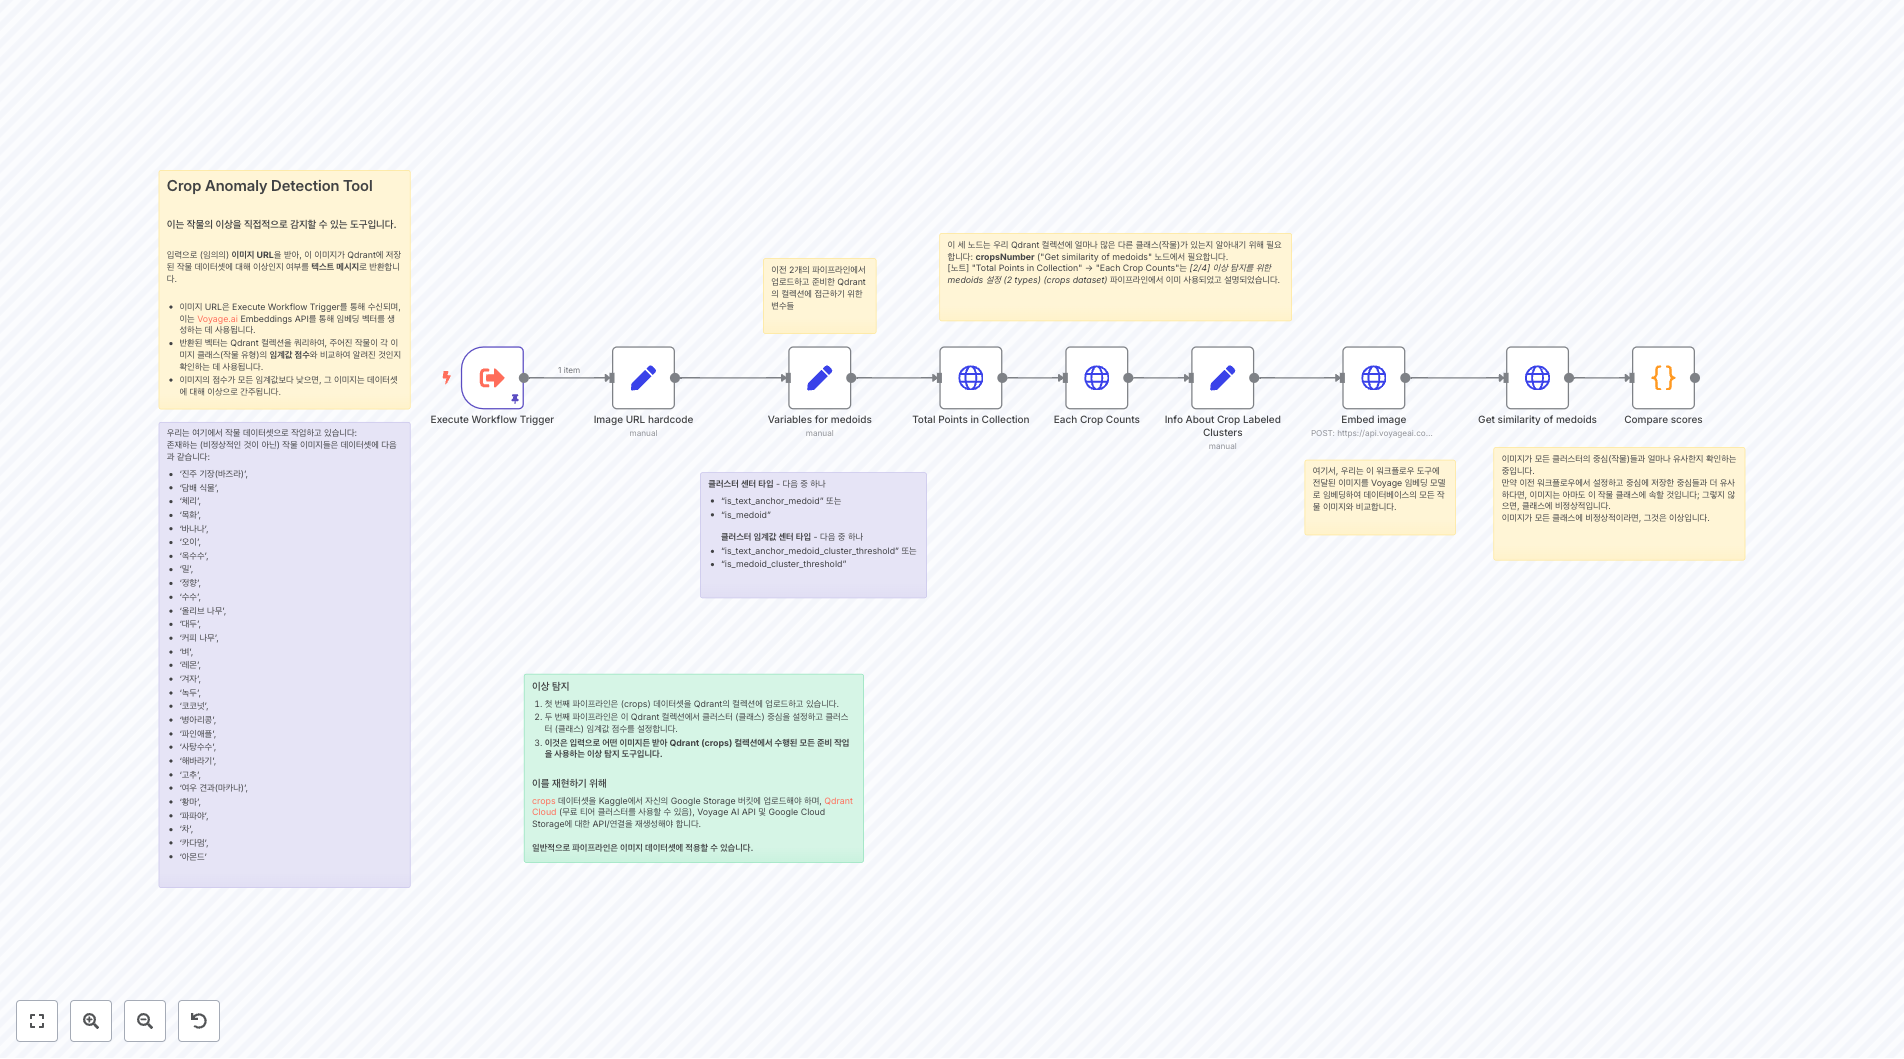 Crop Anomaly Detection Tool
이는 작물의 이상을 직접적으로 감지할 수 있는 도구입니다.
입력으로 (임의의) 이미지 URL을 받아, 이 이미지가 Qdrant에 저장
된 작물 데이터셋에 대해 이상인지 여부를 텍스트 메시지로 반환합니
다.
이미지 URL은 Execute Workflow Trigger를 통해 수신되며,
이는 Voyage.ai Embeddings API를 통해 임베딩 벡터를 생
성하는 데 사용됩니다.
반환된 벡터는 Qdrant 컬렉션을 쿼리하여, 주어진 작물이 각 이
미지 클래스(작물 유형)의 임계값 점수와 비교하여 알려진 것인지
확인하는 데 사용됩니다.
이미지의 점수가 모든 임계값보다 낮으면, 그 이미지는 데이터셋
에 대해 이상으로 간주됩니다.
우리는 여기에서 작물 데이터셋으로 작업하고 있습니다:
존재하는 (비정상적인 것이 아닌) 작물 이미지들은 데이터셋에 다음
과 같습니다:
‘진주 기장(바즈라)’,
‘담배 식물’,
‘체리’,
‘목화’,
‘바나나’,
‘오이’,
‘옥수수’,
‘밀’,
‘정향’,
‘수수’,
‘올리브 나무’,
‘대두’,
‘커피 나무’,
‘벼’,
‘레몬’,
‘겨자’,
‘녹두’,
‘코코넛’,
‘병아리콩’,
‘파인애플’,
‘사탕수수’,
‘해바라기’,
‘고추’,
‘여우 견과(마카나)’,
‘황마’,
‘파파야’,
‘차’,
‘카다멈’,
‘아몬드’
이전 2개의 파이프라인에서
업로드하고 준비한 Qdrant
의 컬렉션에 접근하기 위한
변수들
이 세 노드는 우리 Qdrant 컬렉션에 얼마나 많은 다른 클래스(작물)가 있는지 알아내기 위해 필요
합니다: cropsNumber ("Get similarity of medoids" 노드에서 필요합니다.
[노트] "Total Points in Collection" → "Each Crop Counts"는 [2/4] 이상 탐지를 위한
medoids 설정 (2 types) (crops dataset) 파이프라인에서 이미 사용되었고 설명되었습니다.
1 item
Execute Workflow Trigger
Image URL hardcode
manual
Variables for medoids
manual
Total Points in Collection
Each Crop Counts
Info About Crop Labeled
Clusters
manual
Embed image
POST: https://api.voyageai.co...
Get similarity of medoids
Compare scores
클러스터 센터 타입 - 다음 중 하나
“is_text_anchor_medoid” 또는
“is_medoid”
클러스터 임계값 센터 타입 - 다음 중 하나
“is_text_anchor_medoid_cluster_threshold” 또는
“is_medoid_cluster_threshold”
여기서, 우리는 이 워크플로우 도구에
전달된 이미지를 Voyage 임베딩 모델
로 임베딩하여 데이터베이스의 모든 작
물 이미지와 비교합니다.
이미지가 모든 클러스터의 중심(작물)들과 얼마나 유사한지 확인하는
중입니다.
만약 이전 워크플로우에서 설정하고 중심에 저장한 중심들과 더 유사
하다면, 이미지는 아마도 이 작물 클래스에 속할 것입니다; 그렇지 않
으면, 클래스에 비정상적입니다.
이미지가 모든 클래스에 비정상적이라면, 그것은 이상입니다.
이상 탐지
1. 첫 번째 파이프라인은 (crops) 데이터셋을 Qdrant의 컬렉션에 업로드하고 있습니다.
2. 두 번째 파이프라인은 이 Qdrant 컬렉션에서 클러스터 (클래스) 중심을 설정하고 클러스
터 (클래스) 임계값 점수를 설정합니다.
3. 이것은 입력으로 어떤 이미지든 받아 Qdrant (crops) 컬렉션에서 수행된 모든 준비 작업
을 사용하는 이상 탐지 도구입니다.
이를 재현하기 위해
crops 데이터셋을 Kaggle에서 자신의 Google Storage 버킷에 업로드해야 하며, Qdrant
Cloud (무료 티어 클러스터를 사용할 수 있음), Voyage AI API 및 Google Cloud
Storage에 대한 API/연결을 재생성해야 합니다.
일반적으로 파이프라인은 이미지 데이터셋에 적용할 수 있습니다.